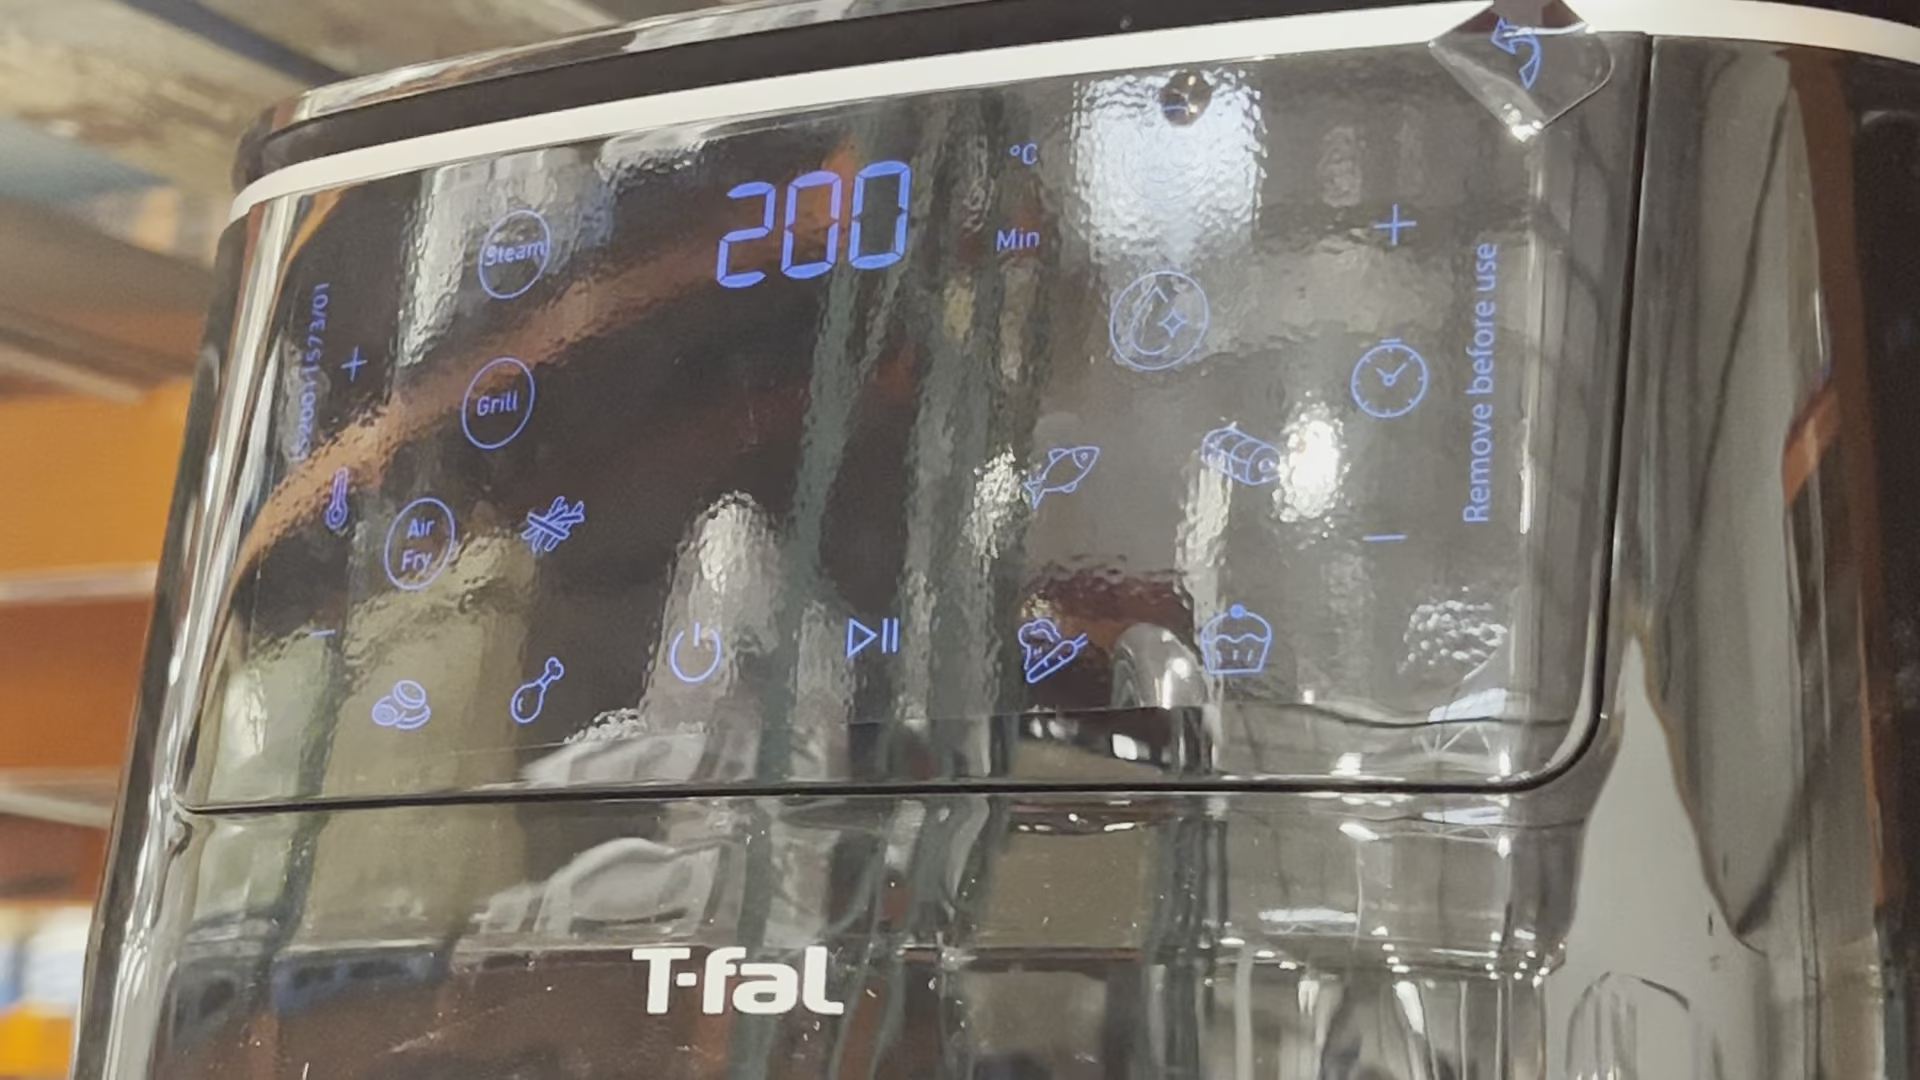 200
°C
Min
Steam
Grill
Air
Fry
Remove before use
T-fal